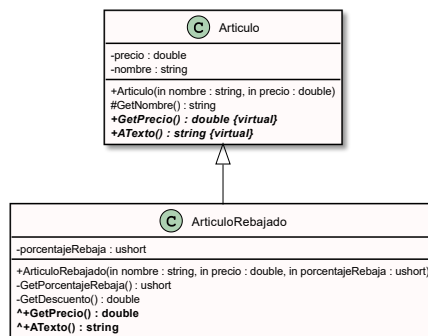 C Articulo
-precio : double
-nombre : string
+Articulo(in nombre : string, in precio : double)
#GetNombre() : string
+GetPrecio() : double {virtual}
+ATexto() : string {virtual}
C ArticuloRebajado
-porcentajeRebaja : ushort
+ArticuloRebajado(in nombre : string, in precio : double, in porcentajeRebaja : ushort)
-GetPorcentajeRebaja() : ushort
-GetDescuento() : double
^+GetPrecio() : double
^+ATexto() : string